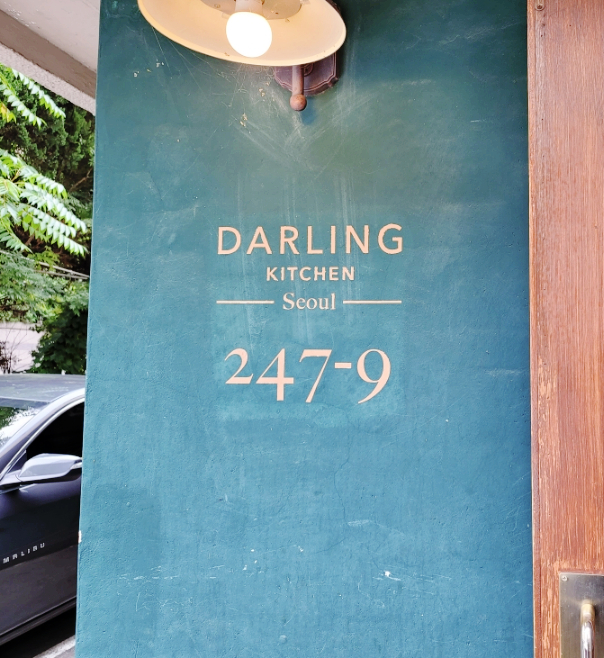 DARLING
KITCHEN
Seoul
247-9
MALIBU